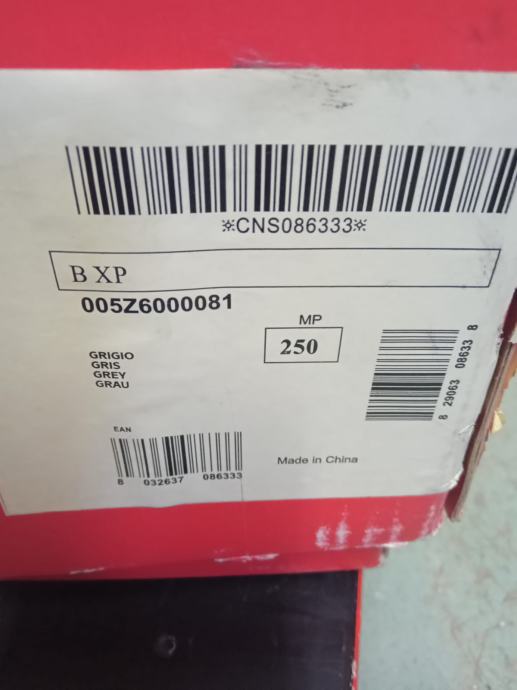 ※CNS086333※
B XP
005Z6000081
MP
250
GRIGIO
GRIS
GREY
GRAU
8 29063 08633 8
EAN
8 032637 086333
Made in China